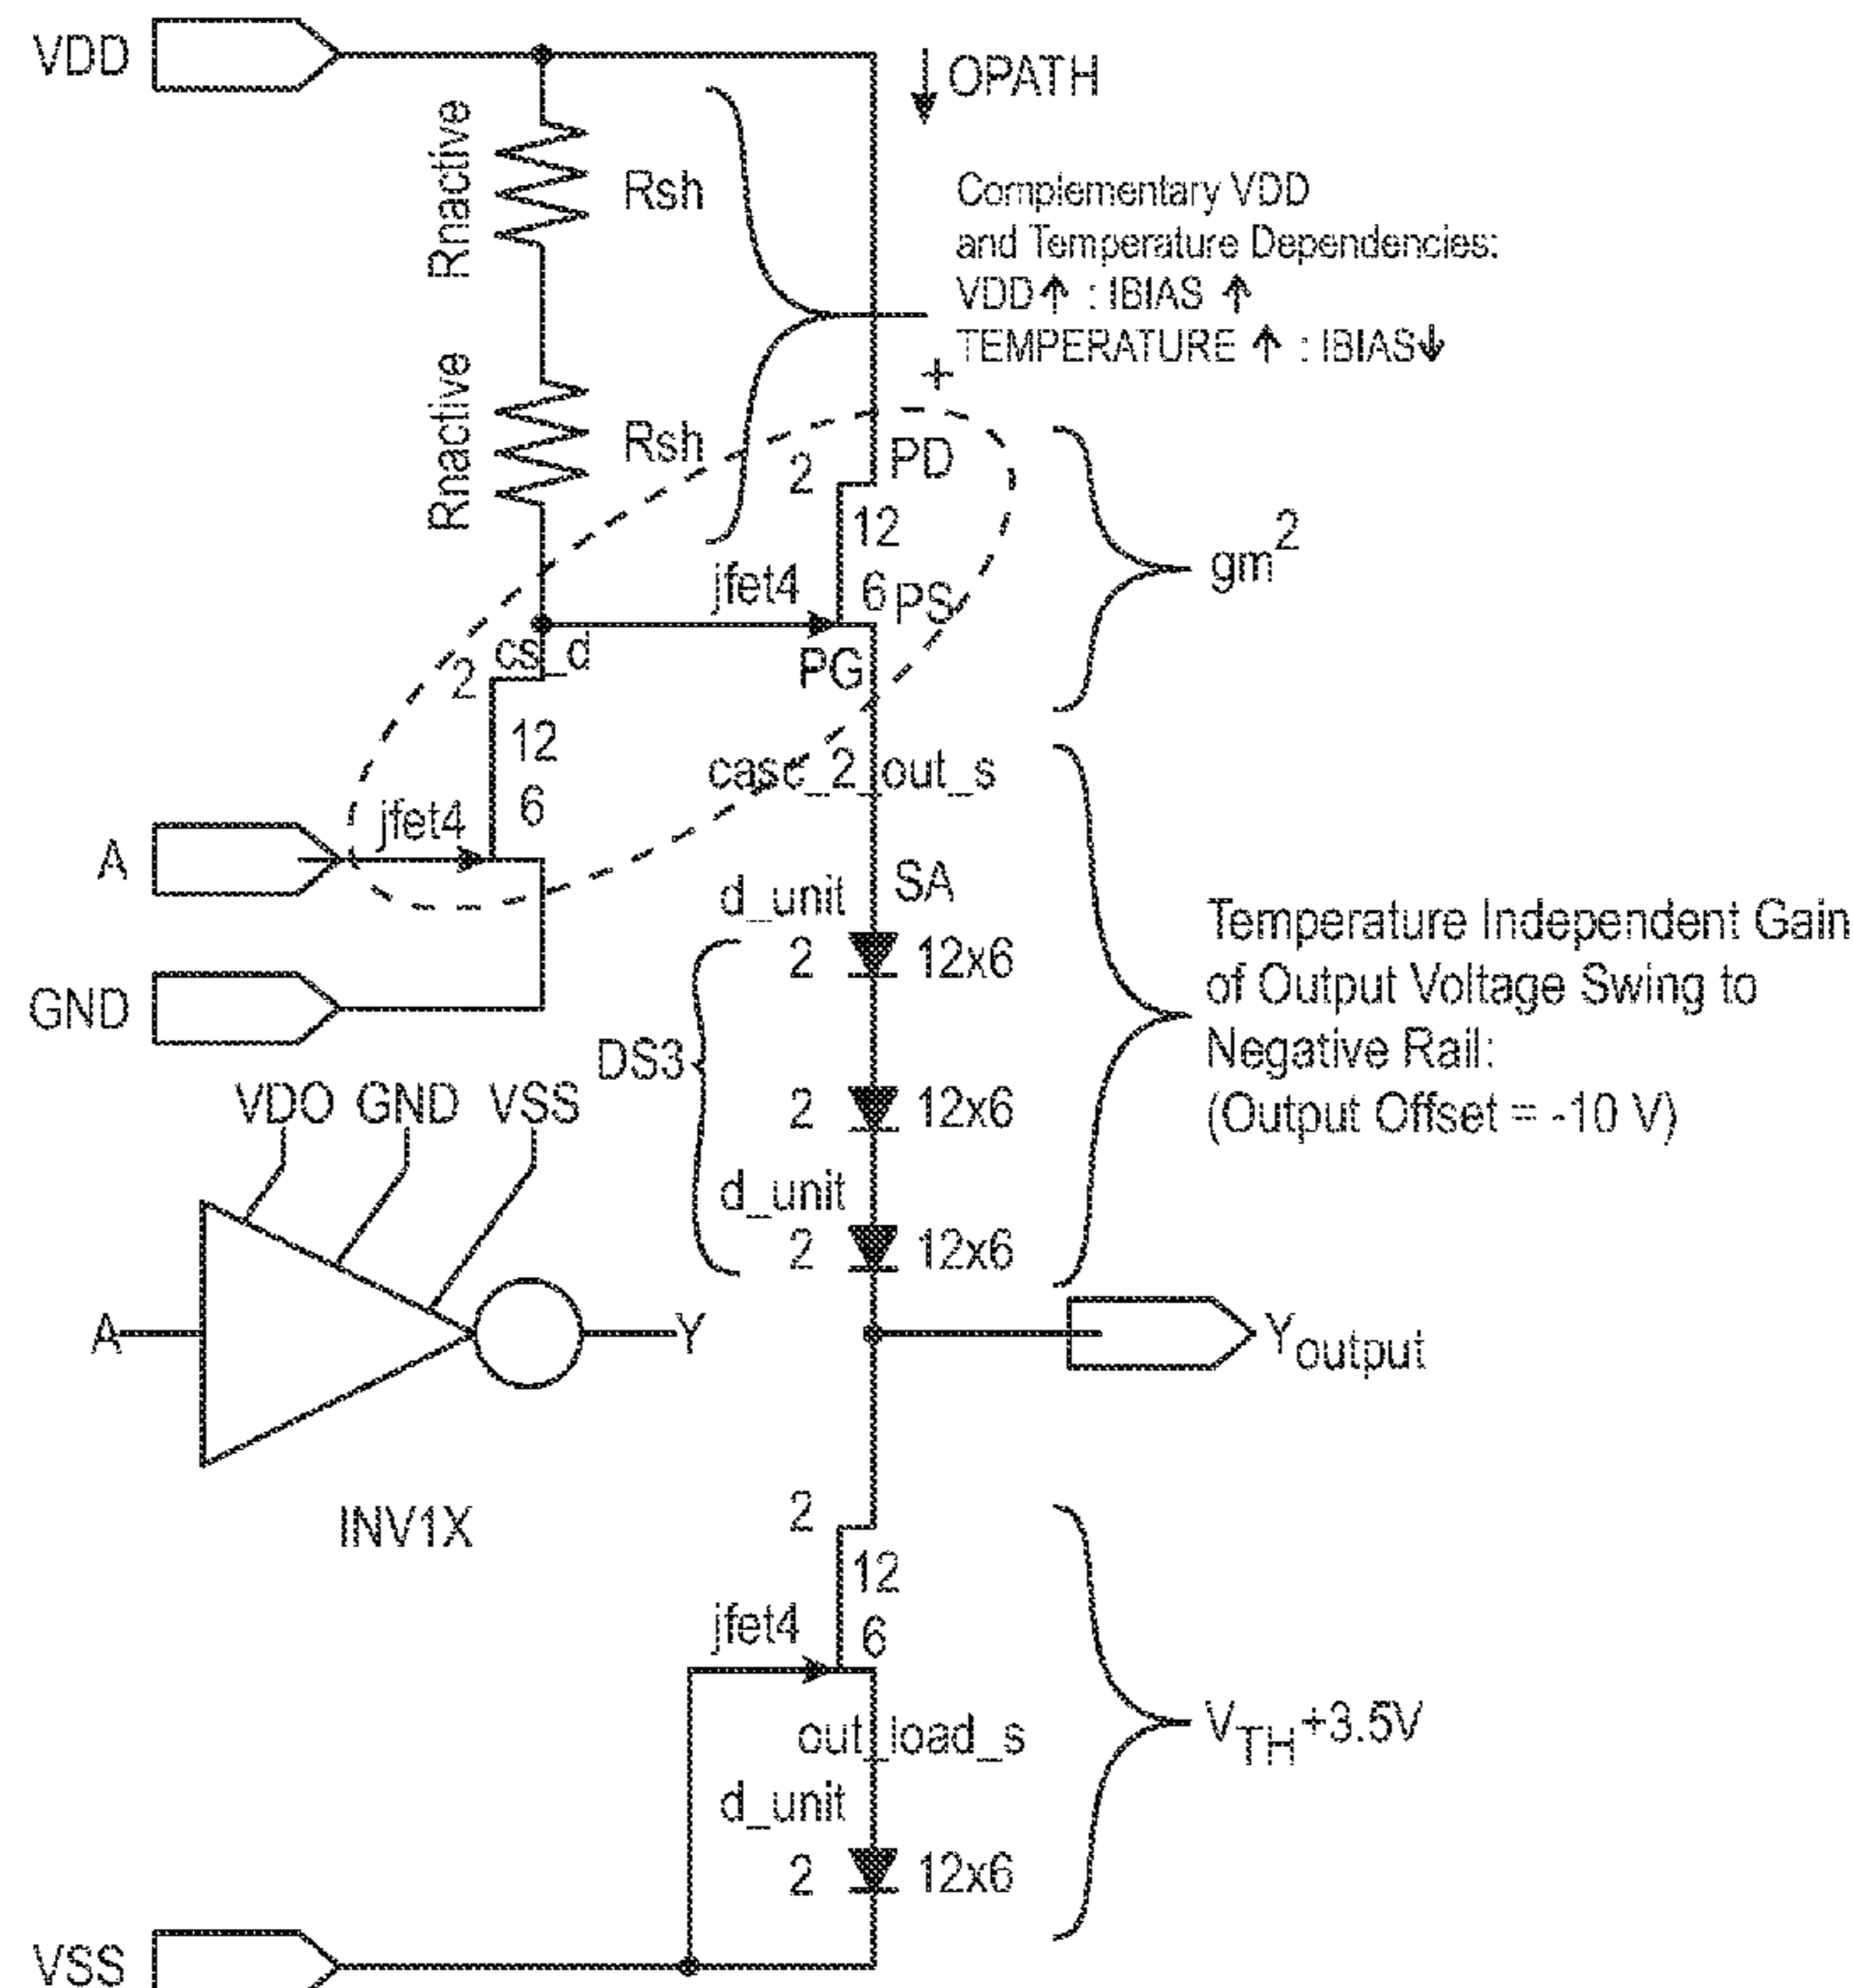 VDD
OPATH
Rnactive
Rsh
Complementary VDD
and Temperature Dependencies:
VDD↑ : IBIAS ↑
TEMPERATURE ↑ : IBIAS↓
+
Rnactive
Rsh
2
PD
12
jfet4
6
PS
gm2
cs_d
2
PG
12
6
casc_2_out_s
jfet4
A
d_unit
SA
2
12x6
GND
DS3
2
12x6
d_unit
2
12x6
Temperature Independent Gain
of Output Voltage Swing to
Negative Rail:
(Output Offset = -10 V)
VDO GND VSS
A
Y
INV1X
Youtput
2
12
jfet4
6
out_load_s
VTH+3.5V
d_unit
2
12x6
VSS